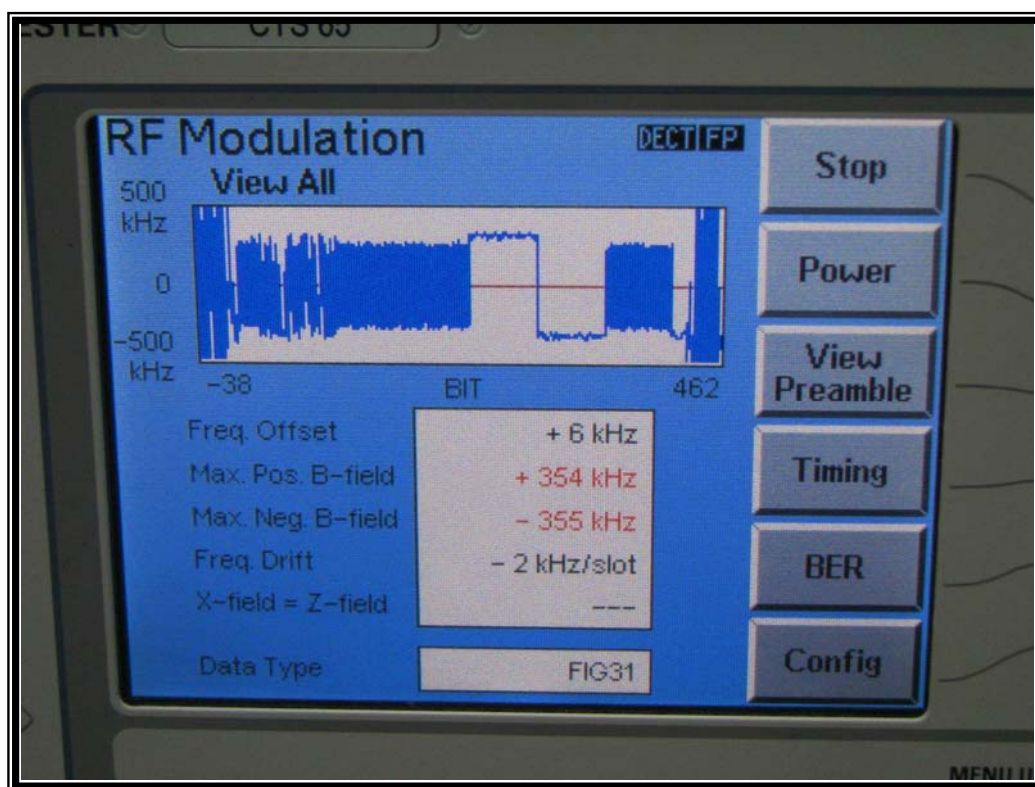 CTS 65
RF Modulation
DECT FP
View All
500
kHz
0
-500
kHz
-38
BIT
462
Freq. Offset
+ 6 kHz
Max. Pos. B-field
+ 354 kHz
Max. Neg. B-field
- 355 kHz
Freq. Drift
- 2 kHz/slot
X-field = Z-field
---
Data Type
FIG31
Stop
Power
View
Preamble
Timing
BER
Config